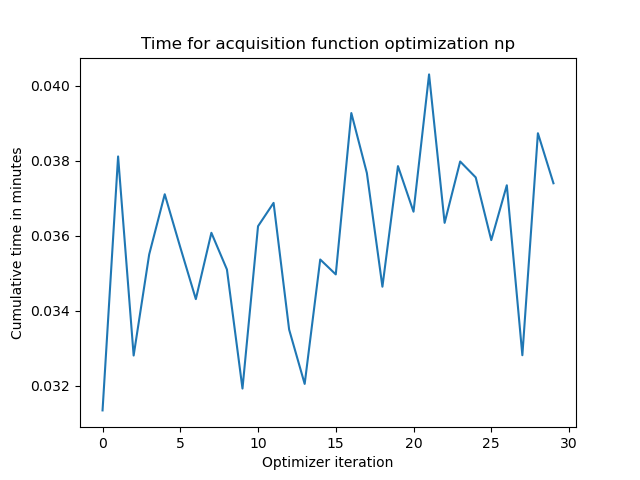 Time for acquisition function optimization np
Cumulative time in minutes
0.040
0.038
0.036
0.034
0.032
0 5 10 15 20 25 30
Optimizer iteration